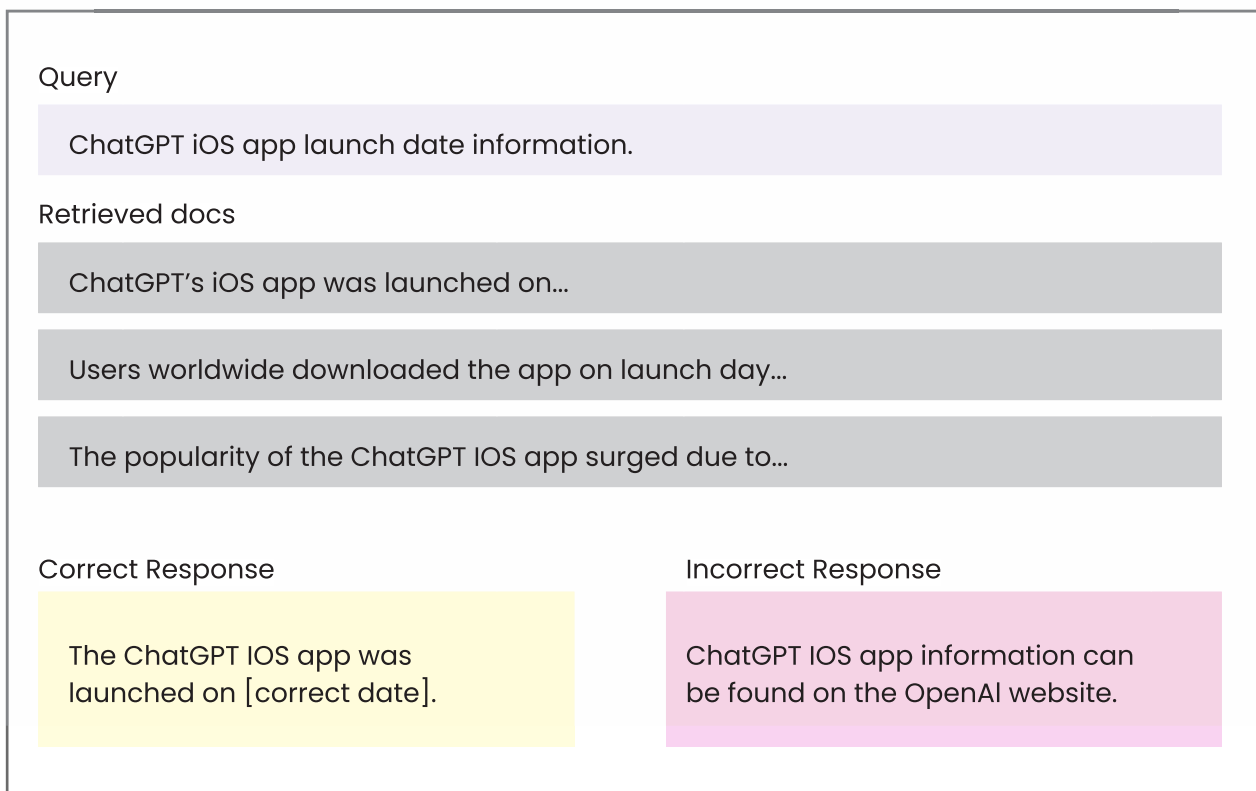 Query
ChatGPT iOS app launch date information.
Retrieved docs
ChatGPT’s iOS app was launched on...
Users worldwide downloaded the app on launch day...
The popularity of the ChatGPT IOS app surged due to...
Correct Response
The ChatGPT IOS app was
launched on [correct date].
Incorrect Response
ChatGPT IOS app information can
be found on the OpenAl website.